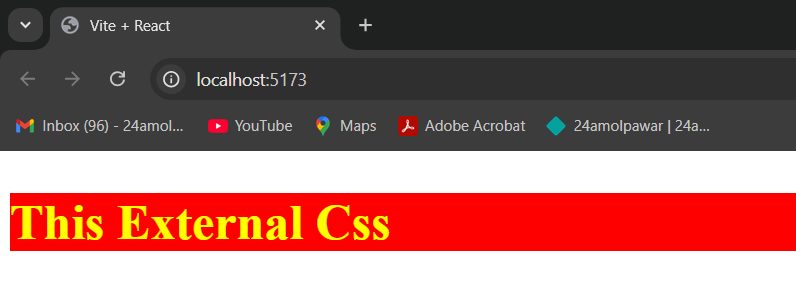 Vite + React
localhost:5173
Inbox (96) - 24amol... YouTube Maps Adobe Acrobat 24amolpawar | 24a...
This External Css